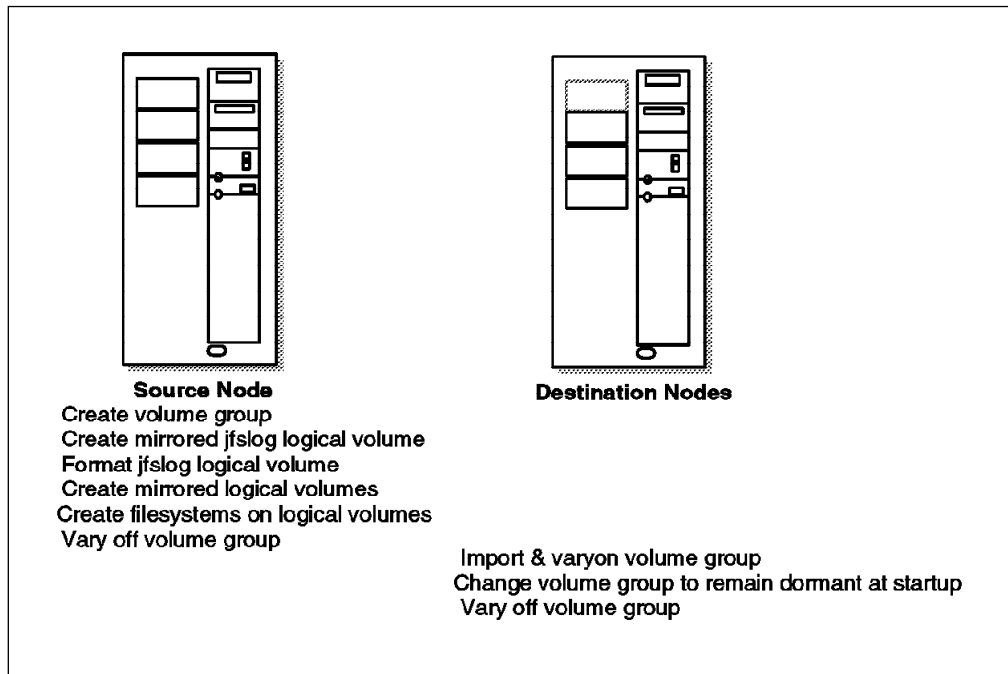 Source Node
Create volume group
Create mirrored jfslog logical volume
Format jfslog logical volume
Create mirrored logical volumes
Create filesystems on logical volumes
Vary off volume group
Destination Nodes
Import & varyon volume group
Change volume group to remain dormant at startup
Vary off volume group